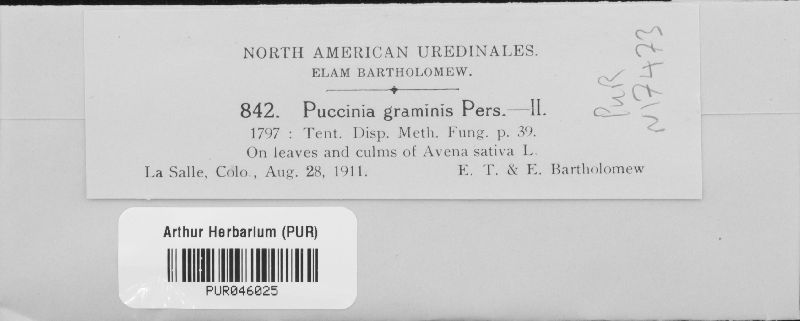 NORTH AMERICAN UREDINALES.
ELAM BARTHOLOMEW.
842. Puccinia graminis Pers.—II.
1797 : Tent. Disp. Meth. Fung. p. 39.
On leaves and culms of Avena sativa L.
La Salle, Colo., Aug. 28, 1911. E. T. & E. Bartholomew
PUR
N17473
Arthur Herbarium (PUR)
PUR046025